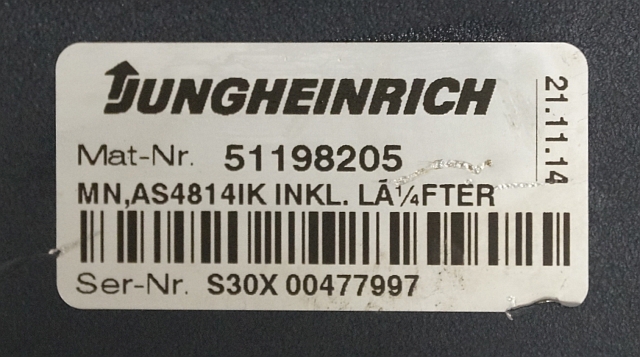 JUNGHEINRICH
21.11.14
Mat-Nr. 51198205
MN,AS4814IK INKL. LÃ¼FTER
Ser-Nr. S30X 00477997